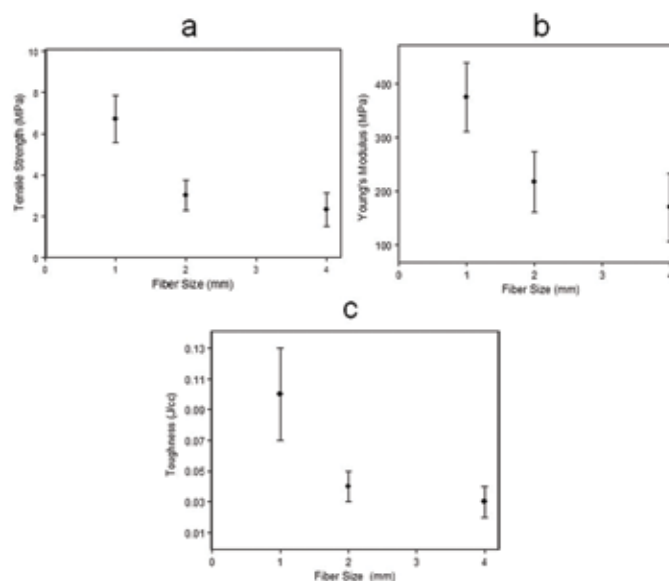 a
Tensile Strength (MPa)
10
8
6
4
2
0
0 1 2 3 4
Fiber Size (mm)
b
Young's Modulus (MPa)
400
300
200
100
0 1 2 3 4
Fiber Size (mm)
c
Toughness (J/cc)
0.13
0.11
0.09
0.07
0.05
0.03
0.01
0 1 2 3 4
Fiber Size (mm)